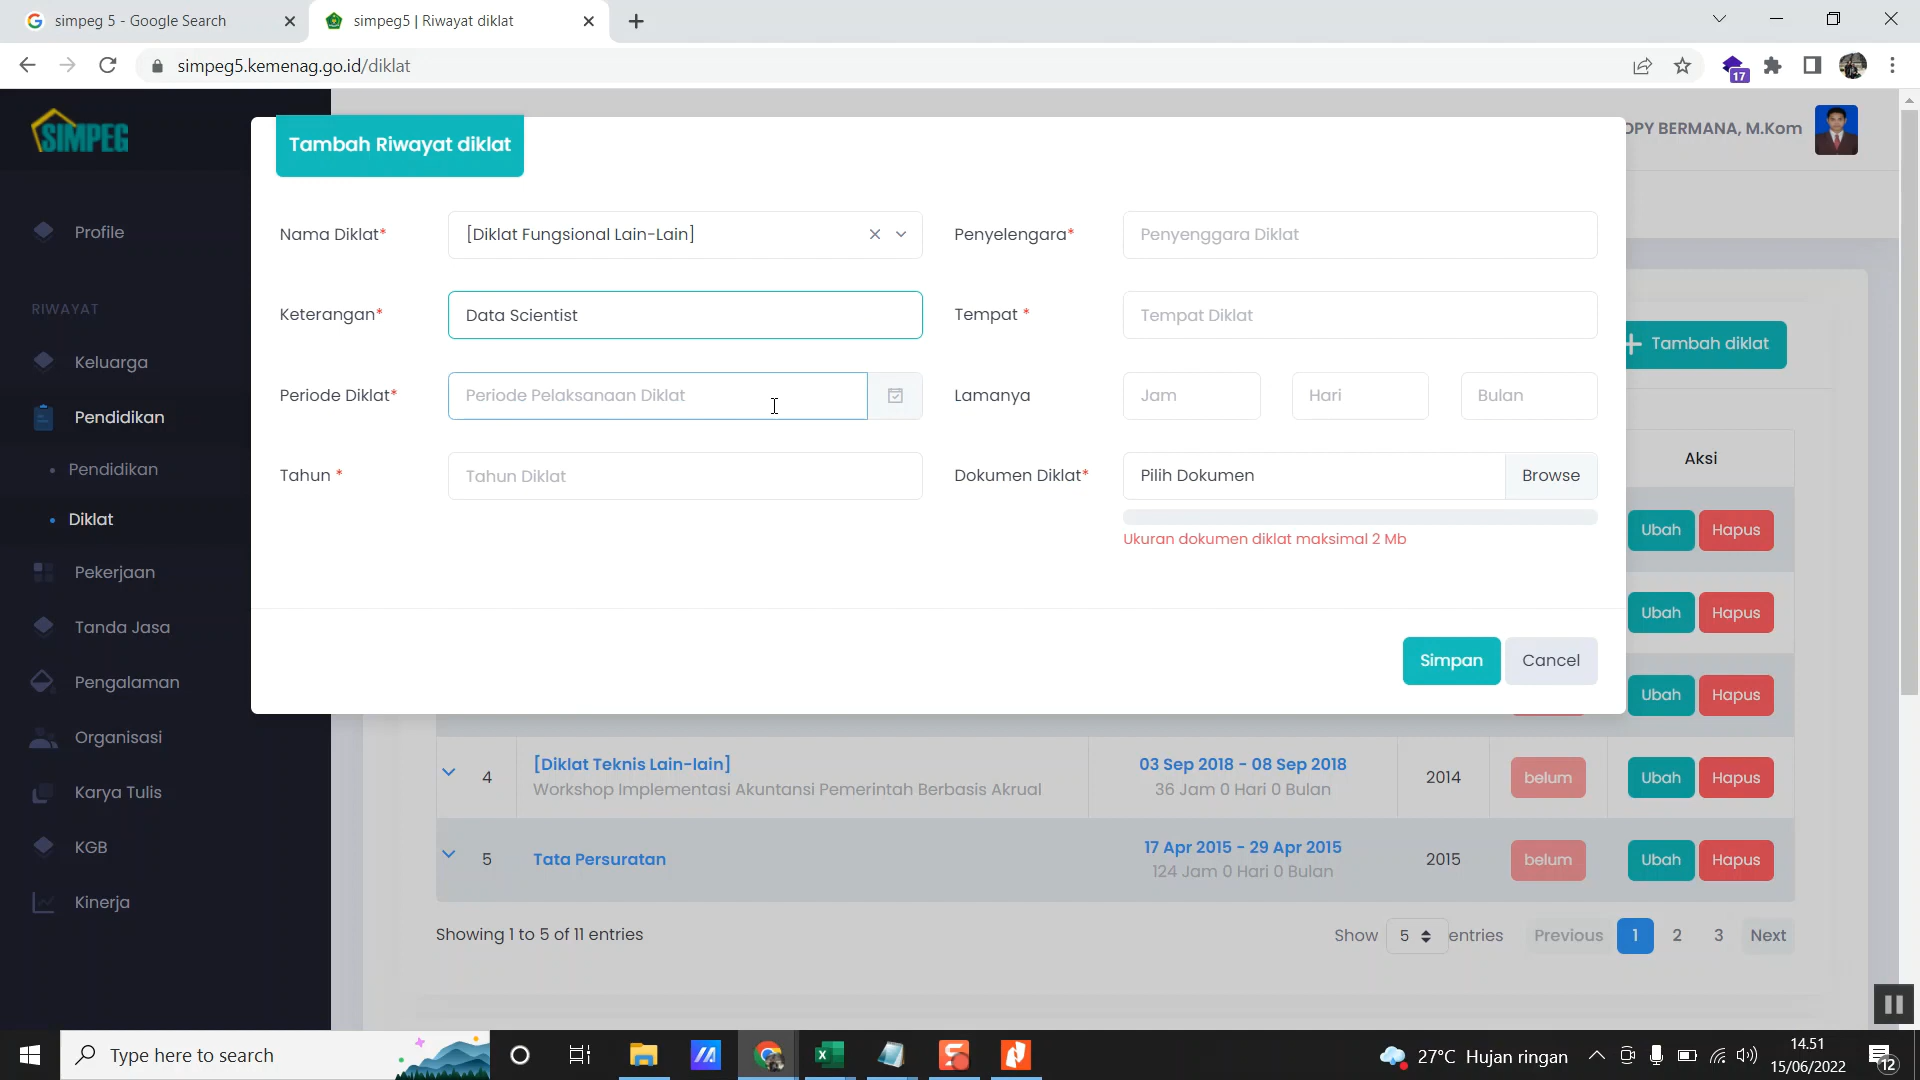 simpeg 5 - Google Search
simpeg5 | Riwayat diklat
simpeg5.kemenag.go.id/diklat
17
SIMPEG
OPY BERMANA, M.Kom
Tambah Riwayat diklat
Profile
Nama Diklat*
[Diklat Fungsional Lain-Lain]
Penyelengara*
Penyenggara Diklat
RIWAYAT
Keterangan*
Data Scientist
Tempat *
Tempat Diklat
Tambah diklat
Keluarga
Periode Diklat*
Periode Pelaksanaan Diklat
Lamanya
Jam
Hari
Bulan
Pendidikan
Aksi
Pendidikan
Tahun *
Tahun Diklat
Dokumen Diklat*
Pilih Dokumen
Browse
Diklat
Ukuran dokumen diklat maksimal 2 Mb
Ubah
Hapus
Pekerjaan
Ubah
Hapus
Tanda Jasa
Simpan
Cancel
Pengalaman
Ubah
Hapus
Organisasi
4
[Diklat Teknis Lain-lain]
Workshop Implementasi Akuntansi Pemerintah Berbasis Akrual
03 Sep 2018 - 08 Sep 2018
36 Jam 0 Hari 0 Bulan
2014
belum
Ubah
Hapus
Karya Tulis
KGB
5
Tata Persuratan
17 Apr 2015 - 29 Apr 2015
124 Jam 0 Hari 0 Bulan
2015
belum
Ubah
Hapus
Kinerja
Showing 1 to 5 of 11 entries
Show
5
entries
Previous
1
2
3
Next
Type here to search
27°C Hujan ringan
14.51
15/06/2022
12